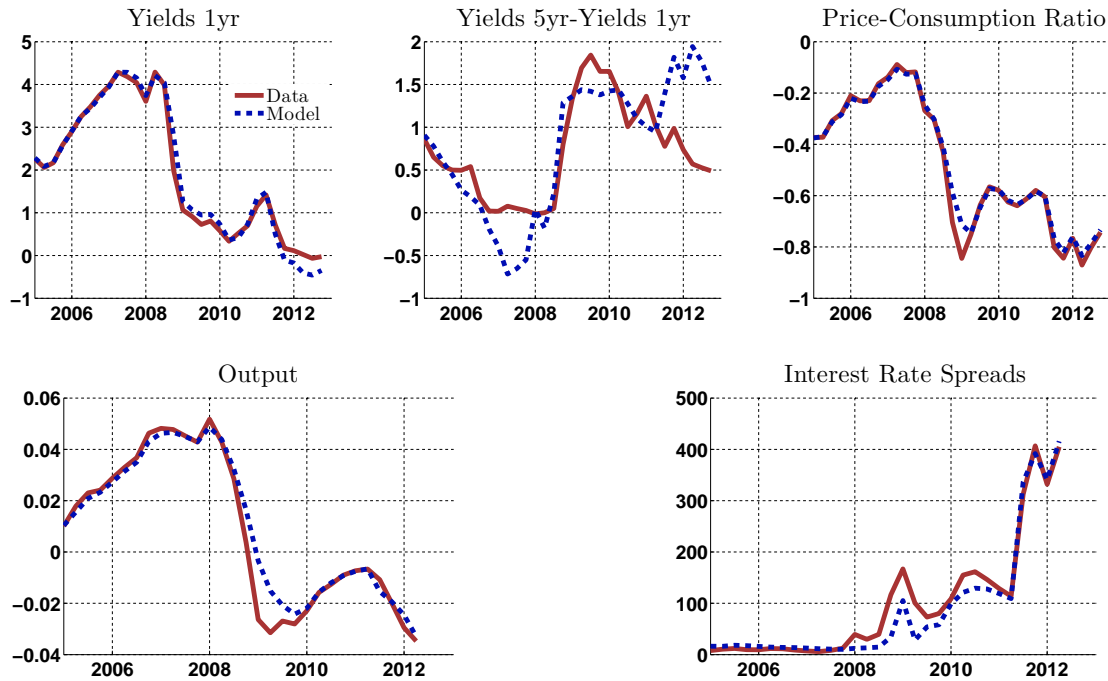 Yields 1yr
5
4
3
2
1
0
−1
2006 2008 2010 2012
Data
Model
Yields 5yr-Yields 1yr
2
1.5
1
0.5
0
−0.5
−1
2006 2008 2010 2012
Price-Consumption Ratio
0
−0.2
−0.4
−0.6
−0.8
−1
2006 2008 2010 2012
Output
0.06
0.04
0.02
0
−0.02
−0.04
2006 2008 2010 2012
Interest Rate Spreads
500
400
300
200
100
0
2006 2008 2010 2012